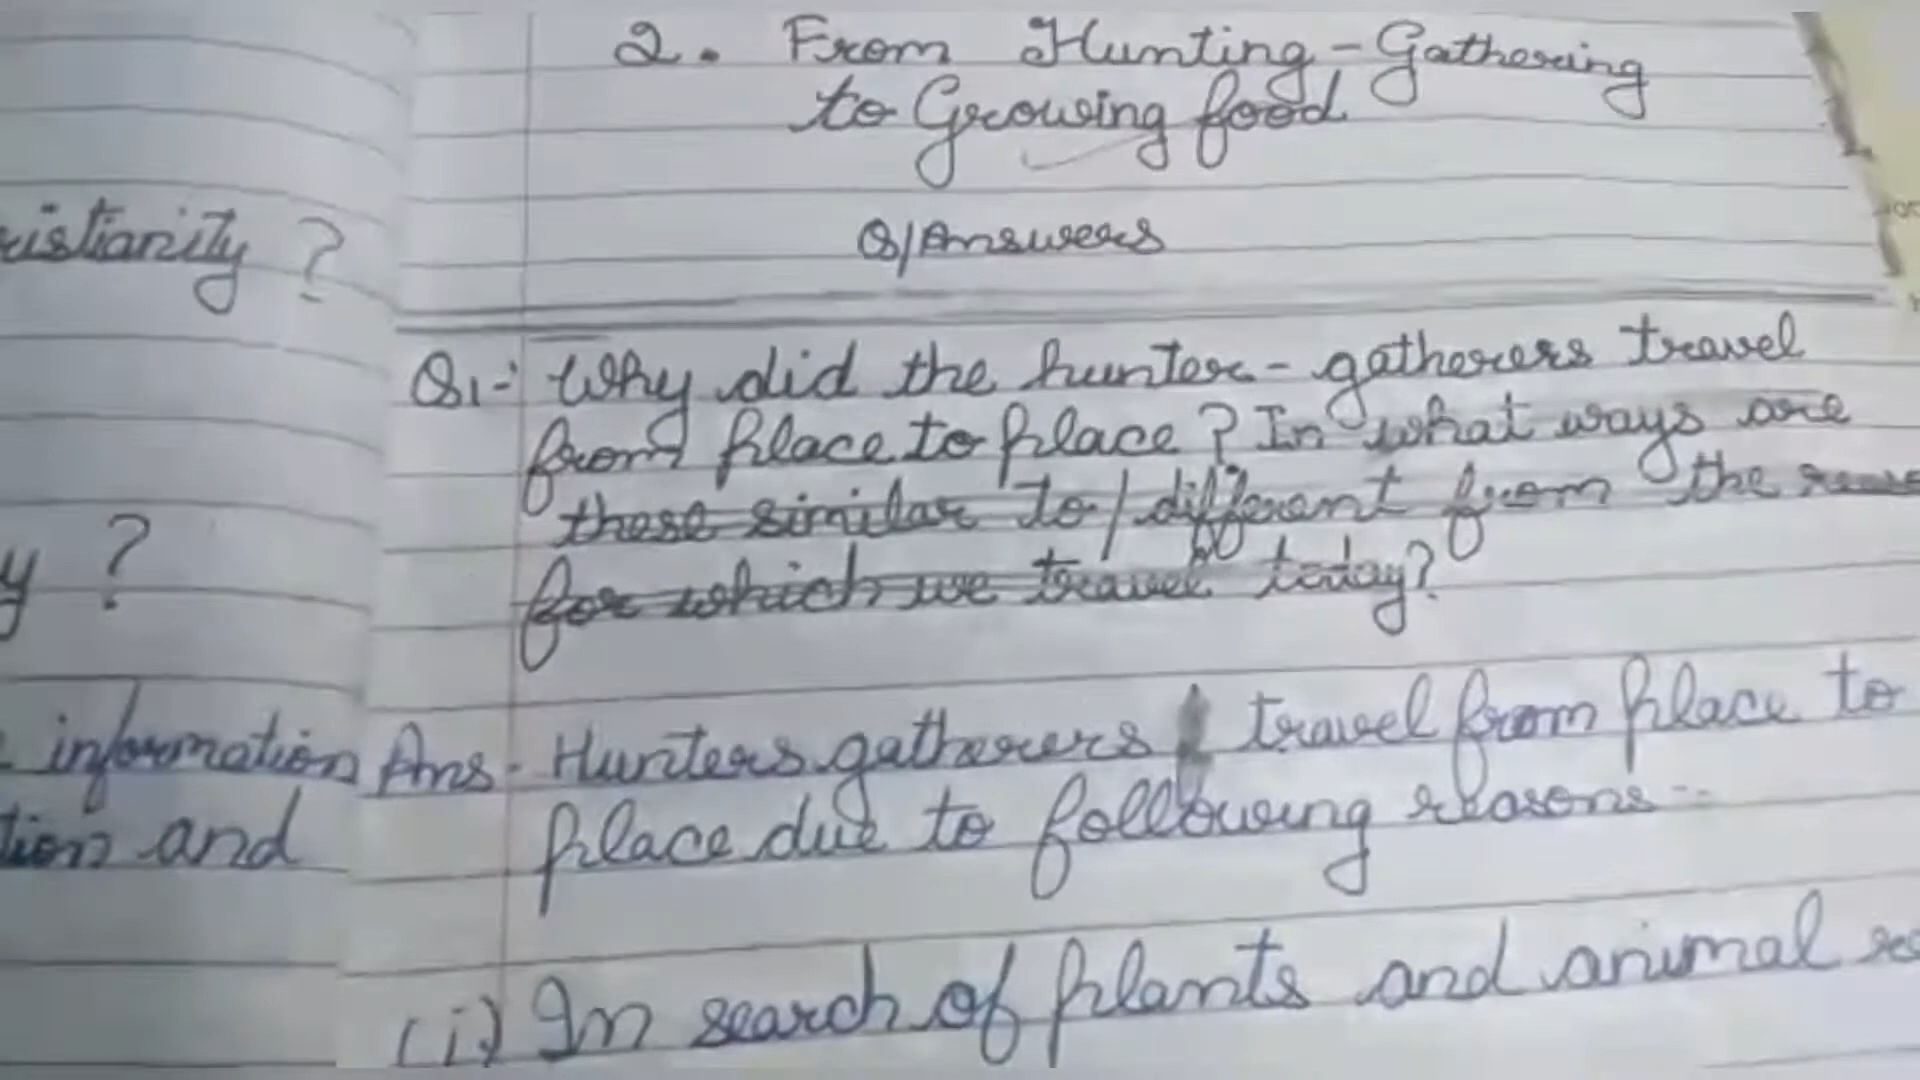 2. From Hunting-Gathering
to Growing food
Q/Answers
Q1- Why did the hunter-gatherers travel
from place to place? In what ways are
these similar to/different from the
for which we travel today?
Ans- Hunters gatherers travel from place to
place due to following reasons-
(i) In search of plants and animal
?
y ?
information
tion and